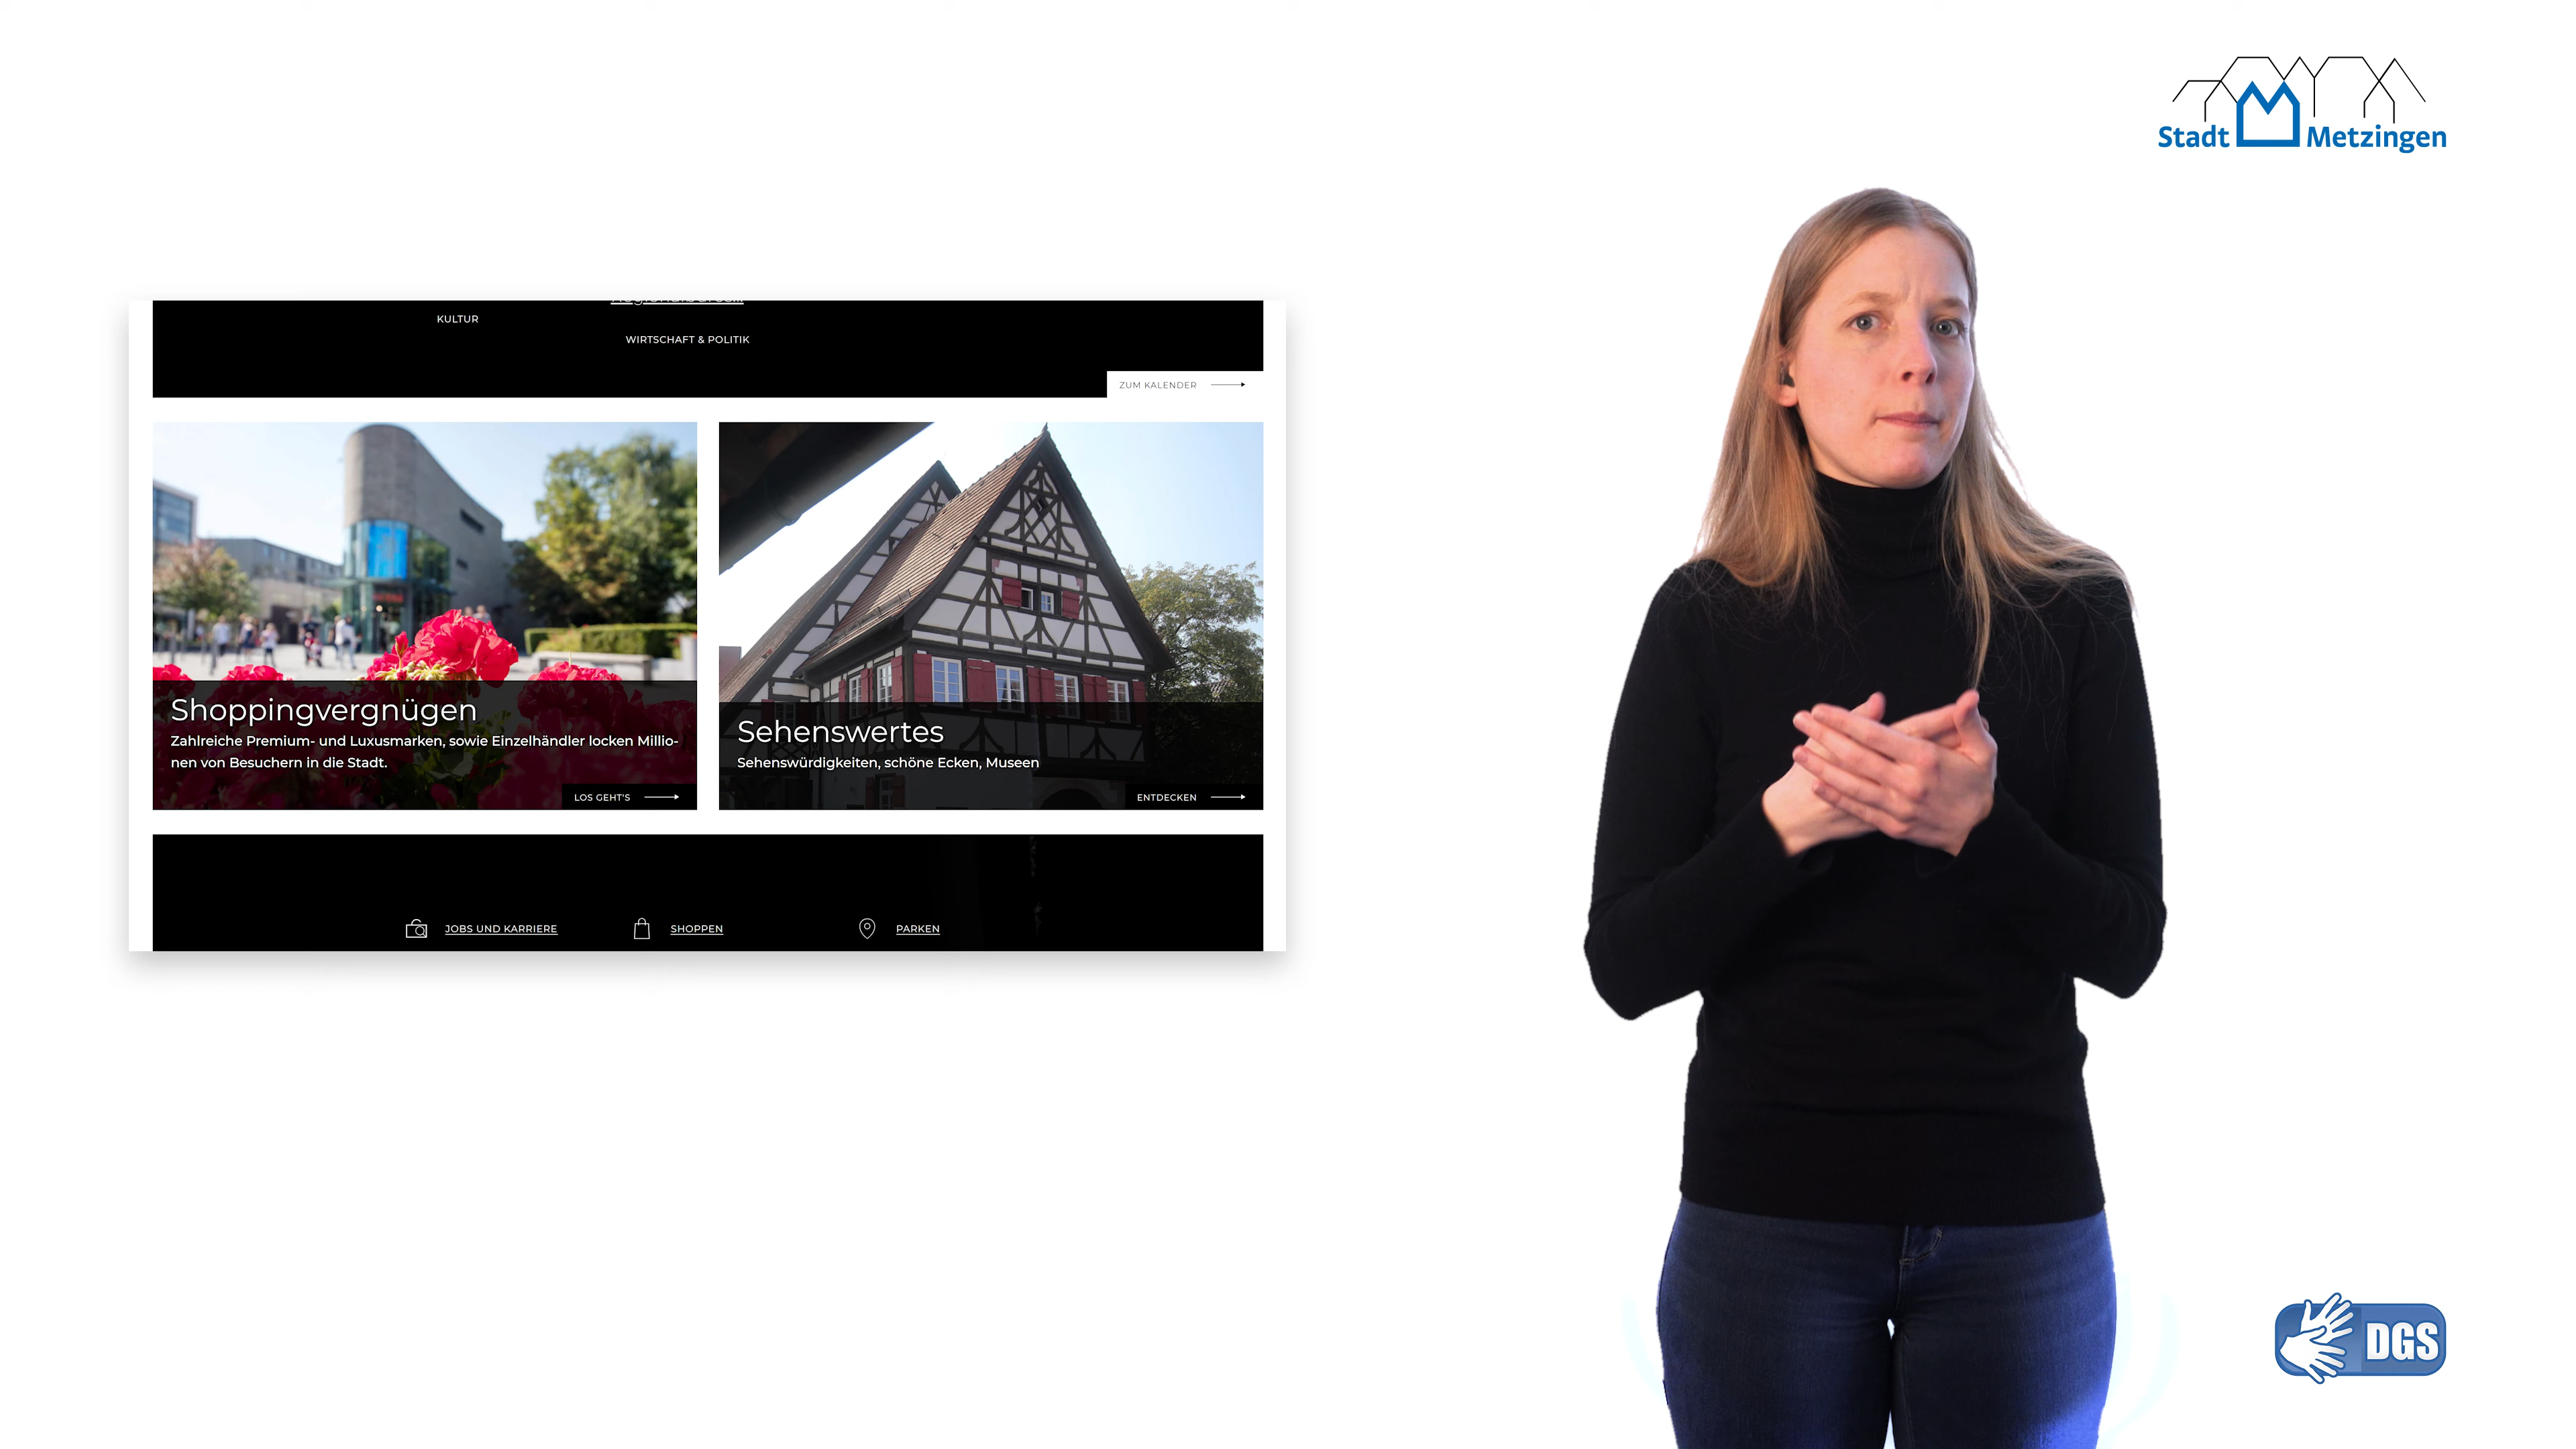 Stadt Metzingen
KULTUR
WIRTSCHAFT & POLITIK
ZUM KALENDER
Shoppingvergnügen
Zahlreiche Premium- und Luxusmarken, sowie Einzelhändler locken Millio-
nen von Besuchern in die Stadt.
LOS GEHT'S
Sehenswertes
Sehenswürdigkeiten, schöne Ecken, Museen
ENTDECKEN
JOBS UND KARRIERE
SHOPPEN
PARKEN
DGS